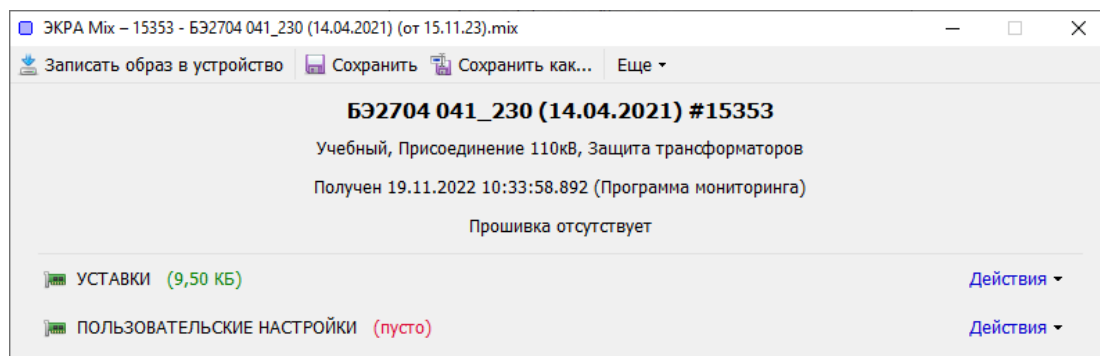 ЭКРА Mix – 15353 - БЭ2704 041_230 (14.04.2021) (от 15.11.23).mix
Записать образ в устройство Сохранить Сохранить как... Еще
БЭ2704 041_230 (14.04.2021) #15353
Учебный, Присоединение 110кВ, Защита трансформаторов
Получен 19.11.2022 10:33:58.892 (Программа мониторинга)
Прошивка отсутствует
УСТАВКИ (9,50 КБ) Действия
ПОЛЬЗОВАТЕЛЬСКИЕ НАСТРОЙКИ (пусто) Действия